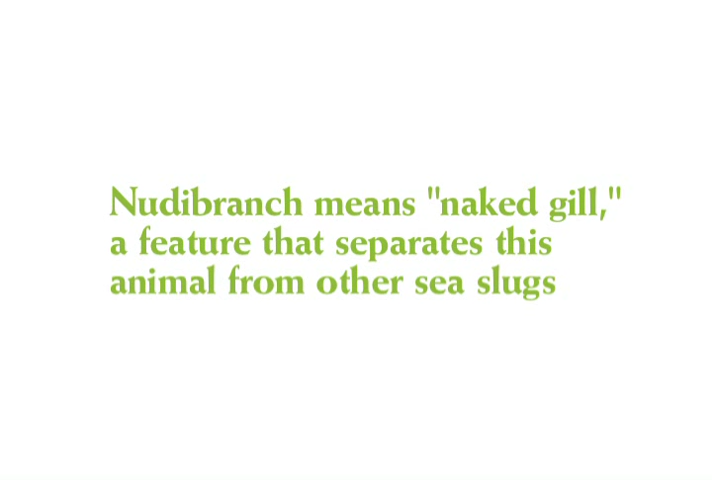 Nudibranch means "naked gill,"
a feature that separates this
animal from other sea slugs